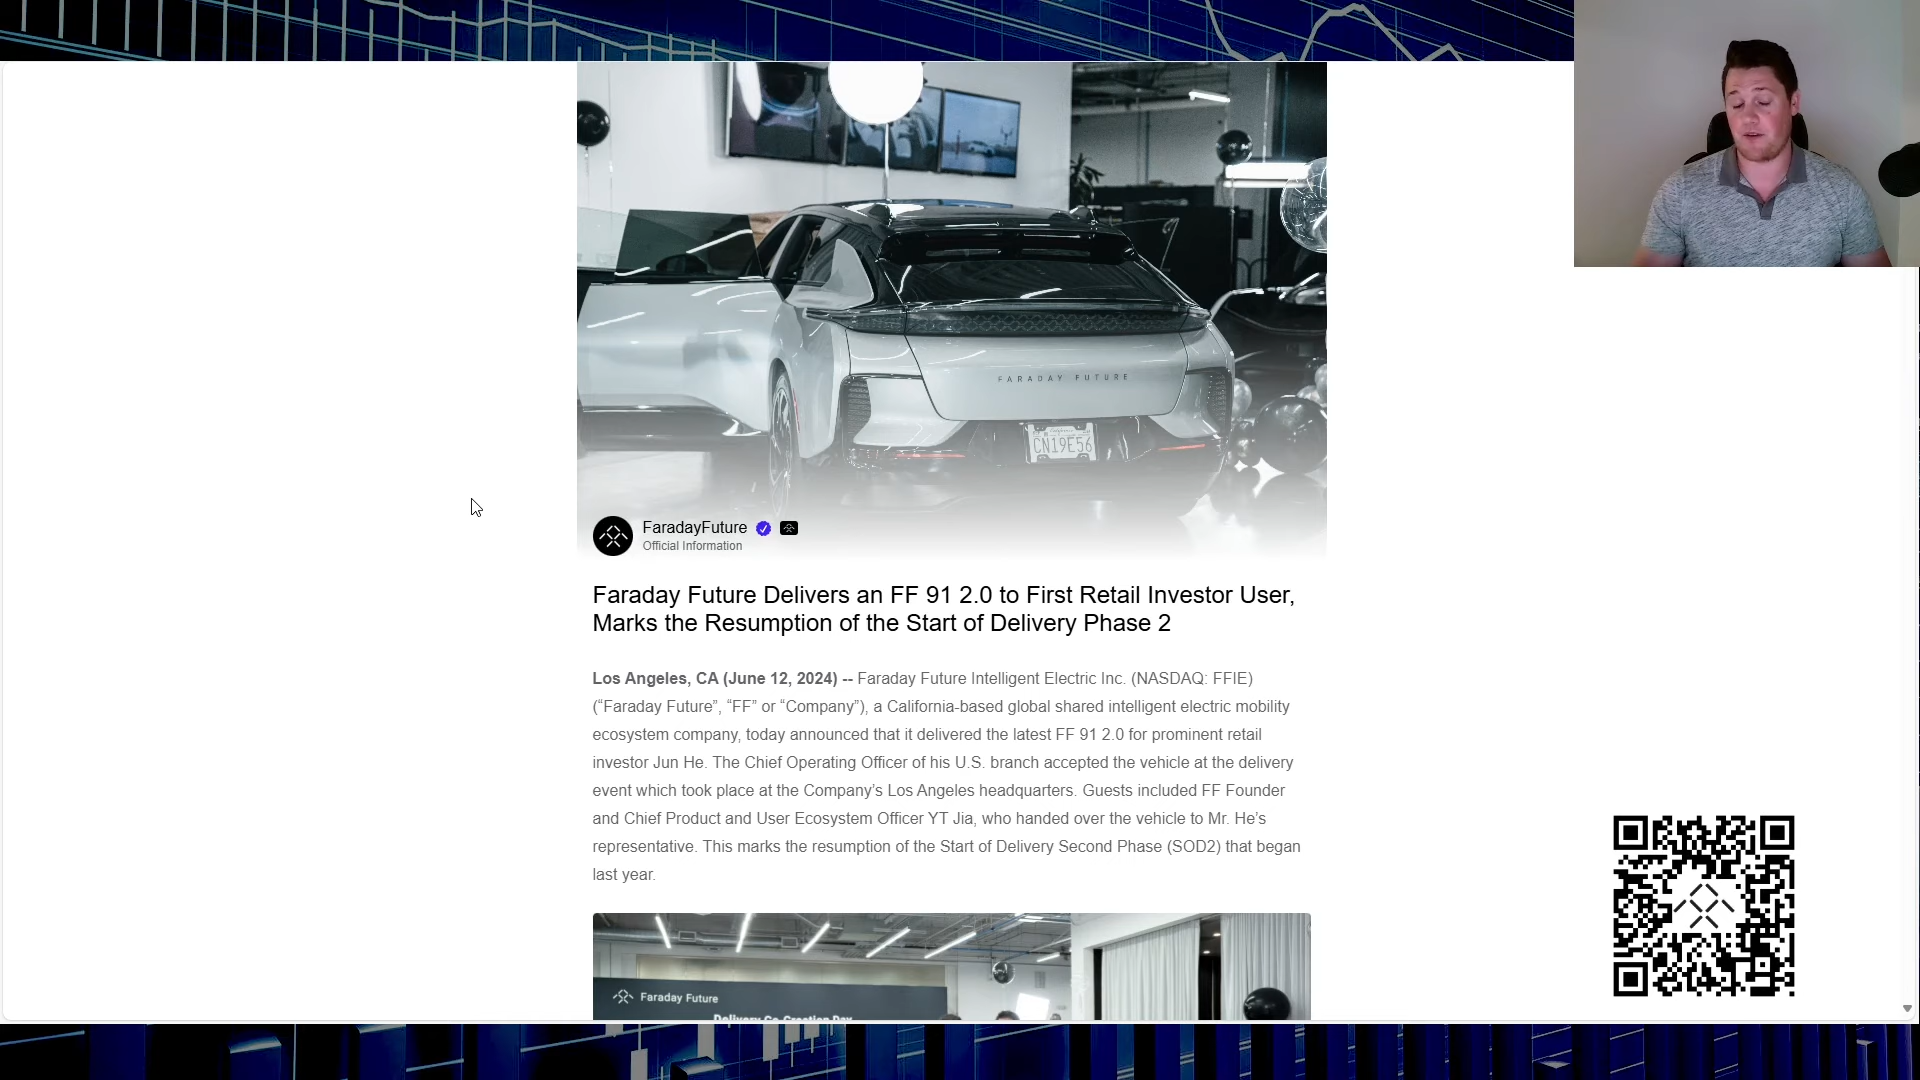 FARADAY FUTURE
CN19E56
FaradayFuture
Official Information
Faraday Future Delivers an FF 91 2.0 to First Retail Investor User,
Marks the Resumption of the Start of Delivery Phase 2
Los Angeles, CA (June 12, 2024) -- Faraday Future Intelligent Electric Inc. (NASDAQ: FFIE)
(“Faraday Future”, “FF” or “Company”), a California-based global shared intelligent electric mobility
ecosystem company, today announced that it delivered the latest FF 91 2.0 for prominent retail
investor Jun He. The Chief Operating Officer of his U.S. branch accepted the vehicle at the delivery
event which took place at the Company’s Los Angeles headquarters. Guests included FF Founder
and Chief Product and User Ecosystem Officer YT Jia, who handed over the vehicle to Mr. He’s
representative. This marks the resumption of the Start of Delivery Second Phase (SOD2) that began
last year.
Faraday Future
Delivery Co-Creation Day